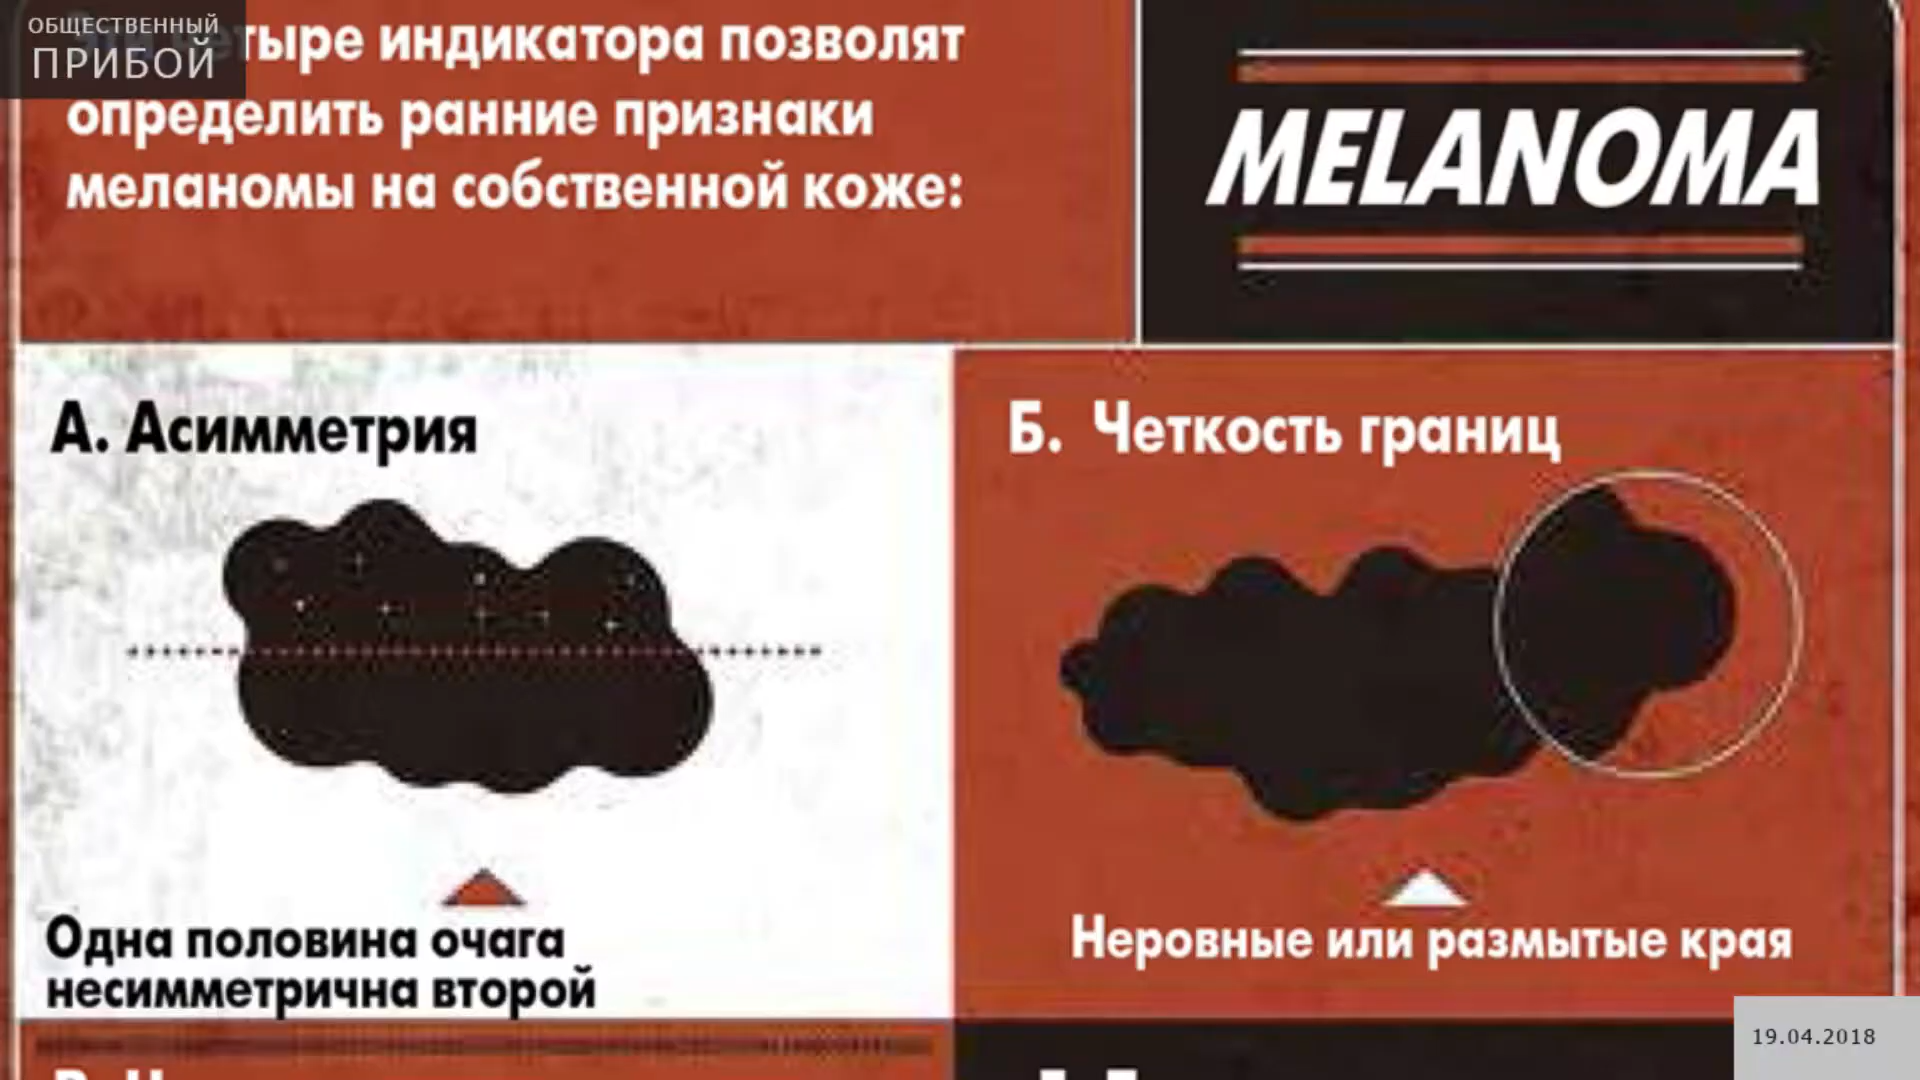 ОБЩЕСТВЕННЫЙ
ПРИБОЙ
тыре индикатора позволят
определить ранние признаки
меланомы на собственной коже:
MELANOMA
А. Асимметрия
Б. Четкость границ
Одна половина очага
несимметрична второй
Неровные или размытые края
19.04.2018